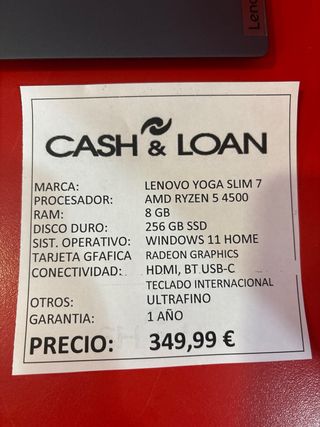 Lenovo
CASH & LOAN
MARCA: LENOVO YOGA SLIM 7
PROCESADOR: AMD RYZEN 5 4500
RAM: 8 GB
DISCO DURO: 256 GB SSD
SIST. OPERATIVO: WINDOWS 11 HOME
TARJETA GFAFICA RADEON GRAPHICS
CONECTIVIDAD: HDMI, BT USB-C
TECLADO INTERNACIONAL
OTROS: ULTRAFINO
GARANTIA: 1 AÑO
PRECIO: 349,99 €